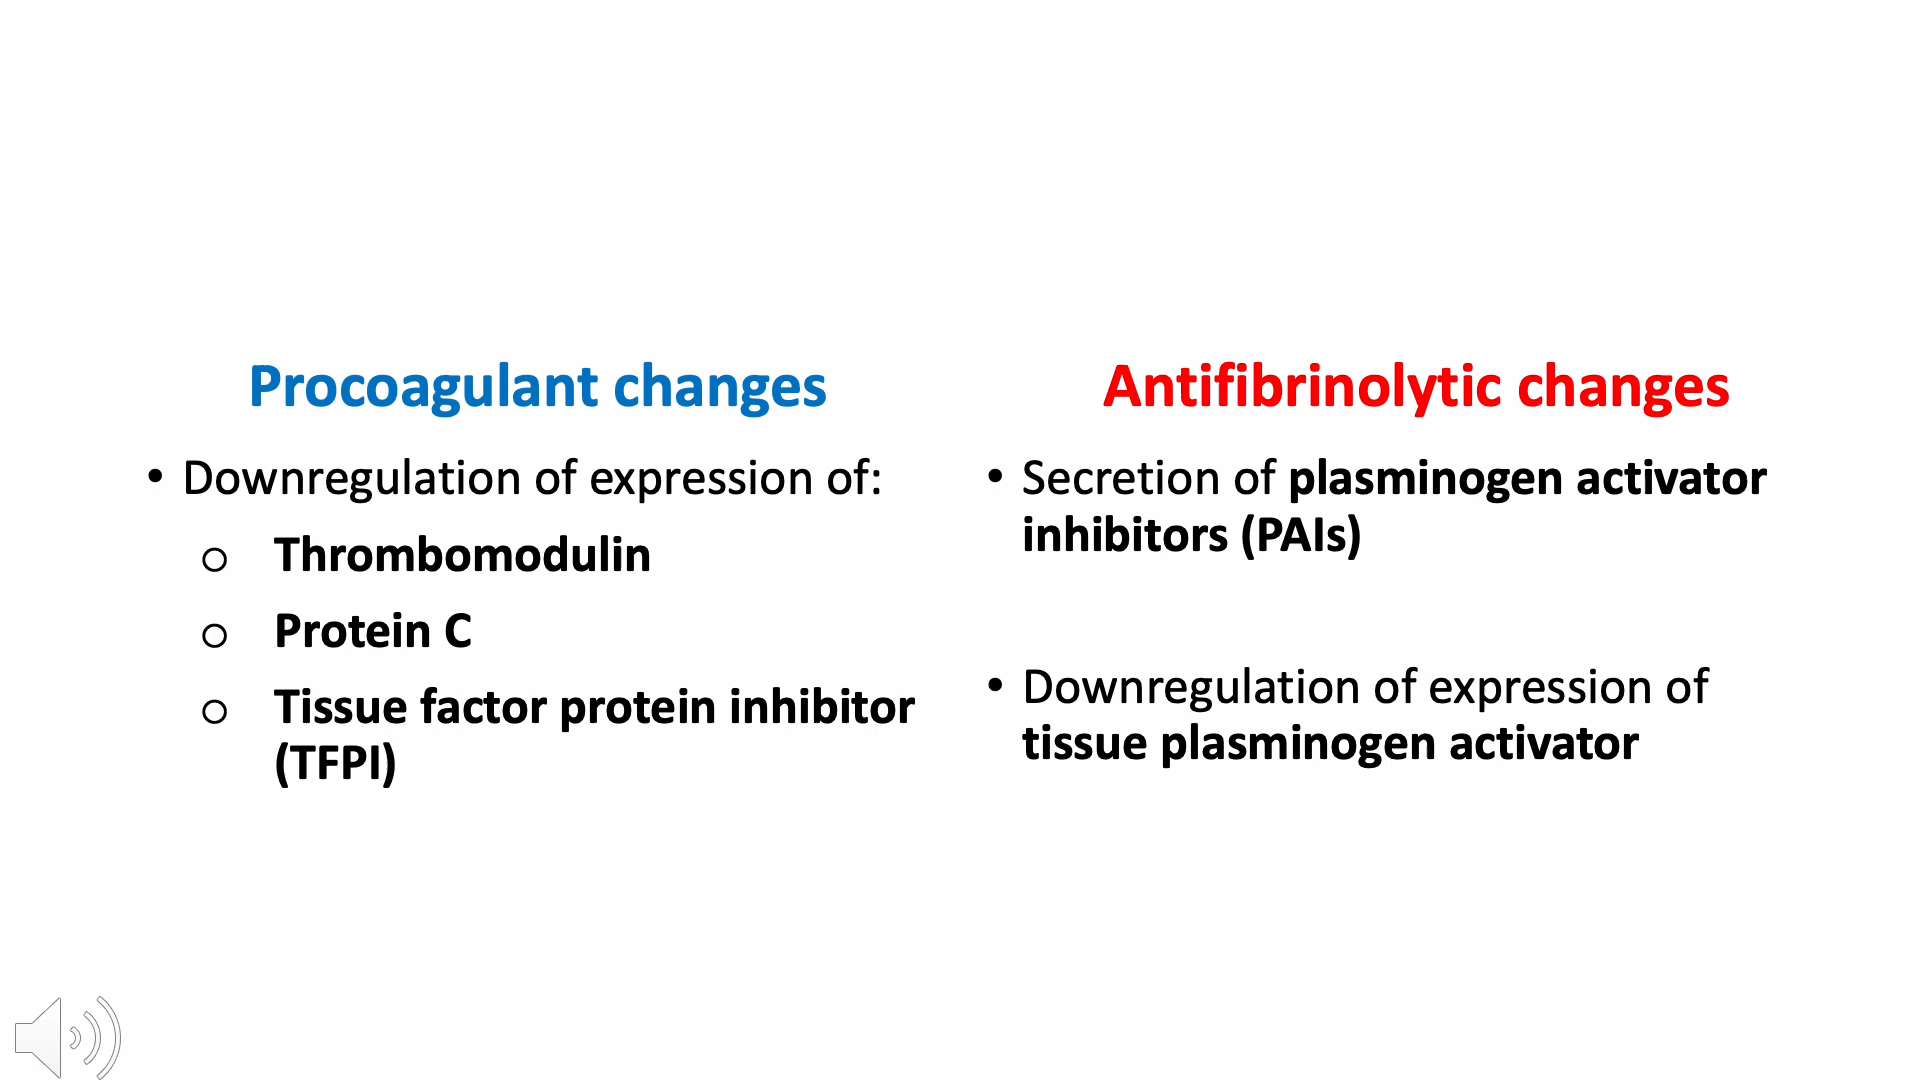 Procoagulant changes
• Downregulation of expression of:
o Thrombomodulin
o Protein C
o Tissue factor protein inhibitor
(TFPI)
Antifibrinolytic changes
• Secretion of plasminogen activator
inhibitors (PAIs)
• Downregulation of expression of
tissue plasminogen activator